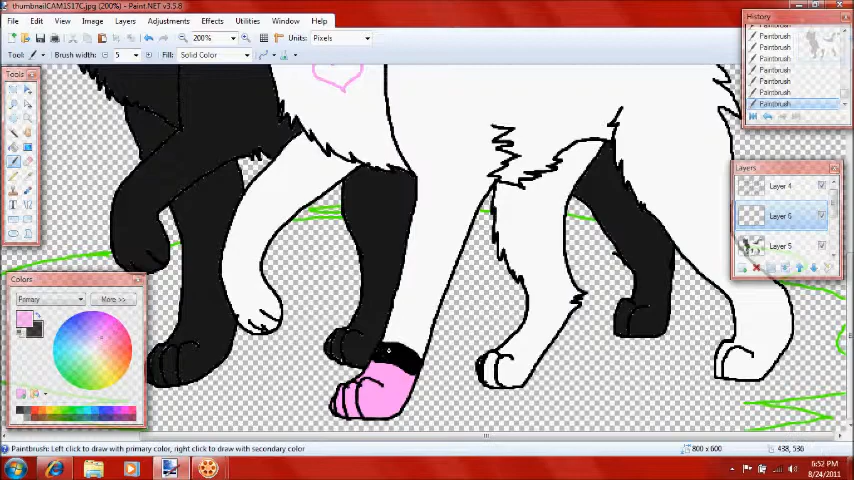 thumbnailCAM1S17C.jpg (200%) - Paint.NET v3.5.8
File Edit View Image Layers Adjustments Effects Utilities Window Help
200% Units: Pixels
Tool: Brush width: 5 Fill: Solid Color
History
Paintbrush
Paintbrush
Paintbrush
Paintbrush
Paintbrush
Paintbrush
Paintbrush
Tools
Layers
Layer 4
Layer 6
Layer 5
Colors
Primary More >>
Paintbrush: Left click to draw with primary color, right click to draw with secondary color 800 x 600 438, 536
6:52 PM
8/24/2011